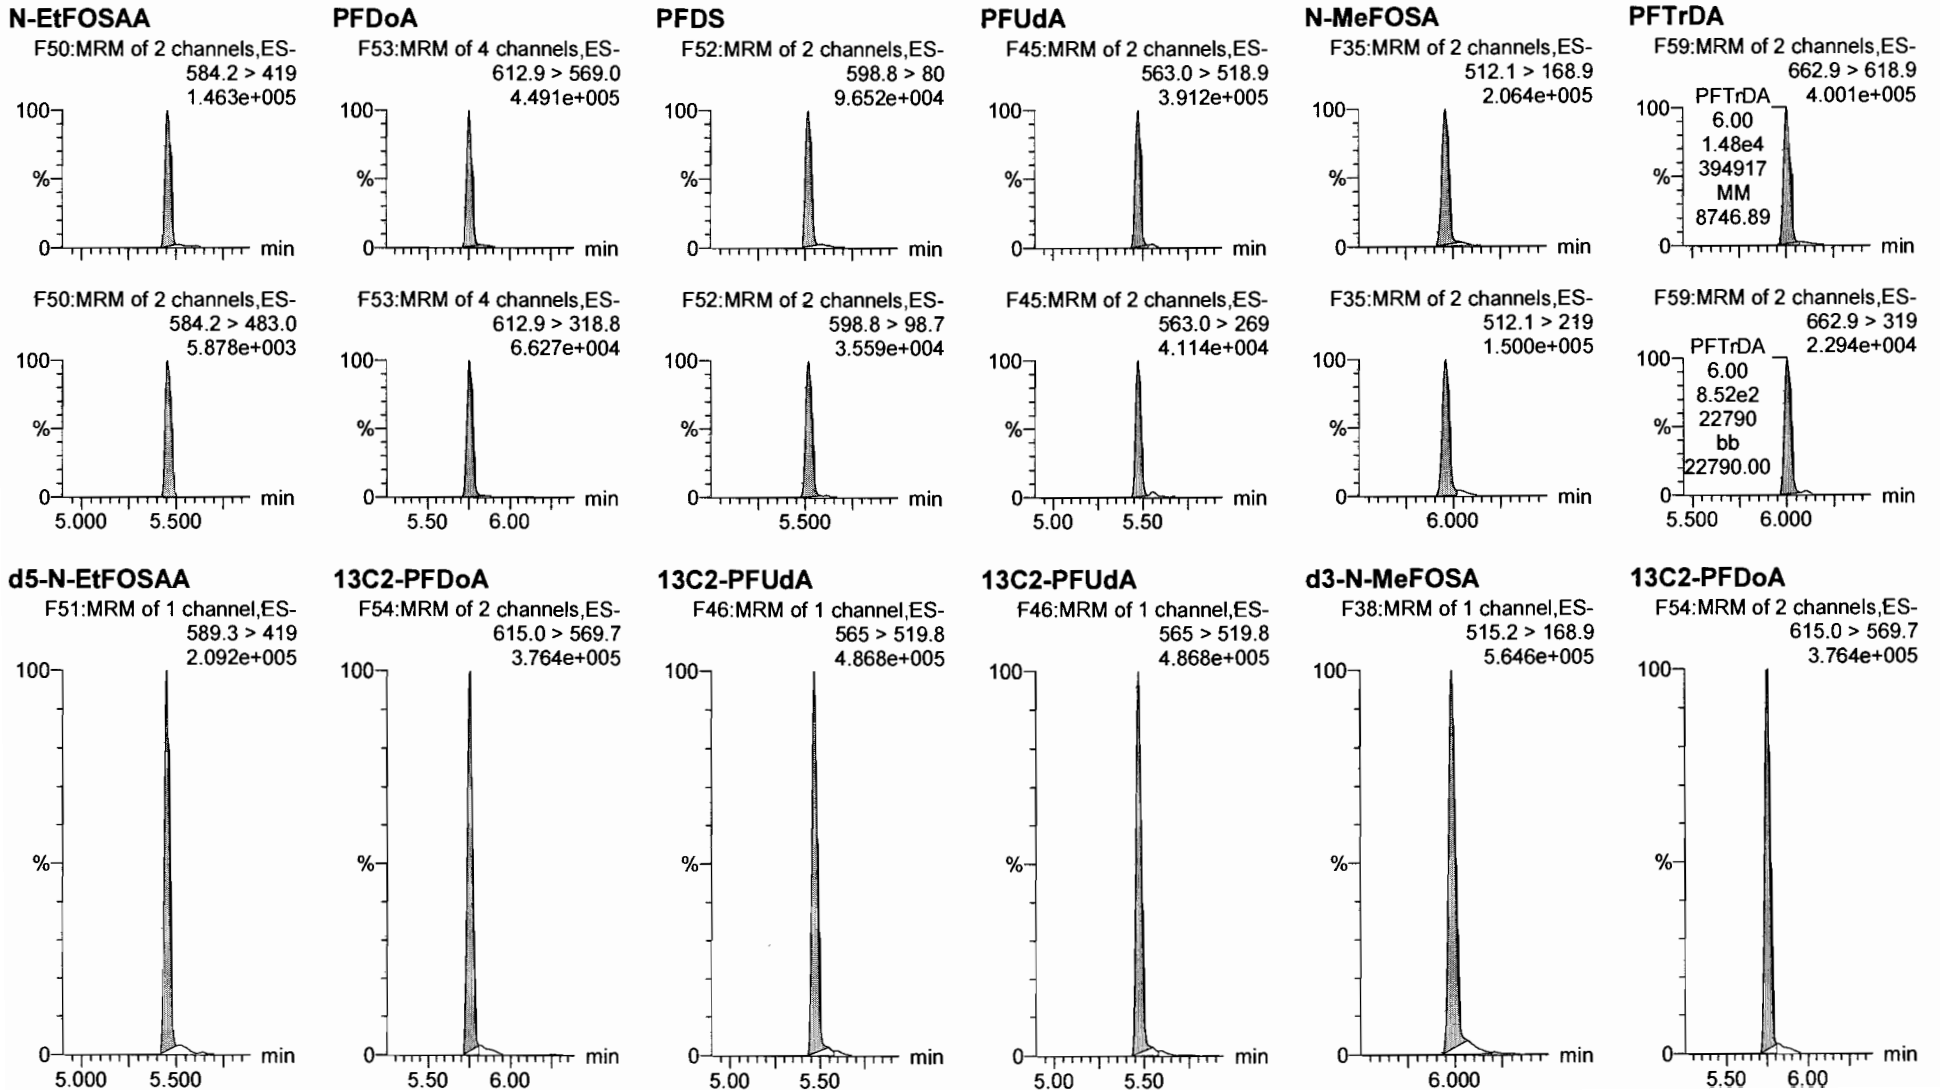 N-EtFOSAA
F50:MRM of 2 channels,ES-
584.2 > 419
1.463e+005
100
%
0
min
PFDoA
F53:MRM of 4 channels,ES-
612.9 > 569.0
4.491e+005
100
%
0
min
PFDS
F52:MRM of 2 channels,ES-
598.8 > 80
9.652e+004
100
%
0
min
PFUdA
F45:MRM of 2 channels,ES-
563.0 > 518.9
3.912e+005
100
%
0
min
N-MeFOSA
F35:MRM of 2 channels,ES-
512.1 > 168.9
2.064e+005
100
%
0
min
PFTrDA
F59:MRM of 2 channels,ES-
662.9 > 618.9
4.001e+005
PFTrDA
6.00
1.48e4
394917
MM
8746.89
100
%
0
min
F50:MRM of 2 channels,ES-
584.2 > 483.0
5.878e+003
100
%
0
min
5.000 5.500
F53:MRM of 4 channels,ES-
612.9 > 318.8
6.627e+004
100
%
0
min
5.50 6.00
F52:MRM of 2 channels,ES-
598.8 > 98.7
3.559e+004
100
%
0
min
5.500
F45:MRM of 2 channels,ES-
563.0 > 269
4.114e+004
100
%
0
min
5.00 5.50
F35:MRM of 2 channels,ES-
512.1 > 219
1.500e+005
100
%
0
min
6.000
F59:MRM of 2 channels,ES-
662.9 > 319
2.294e+004
PFTrDA
6.00
8.52e2
22790
bb
22790.00
100
%
0
min
5.500 6.000
d5-N-EtFOSAA
F51:MRM of 1 channel,ES-
589.3 > 419
2.092e+005
100
%
0
min
5.000 5.500
13C2-PFDoA
F54:MRM of 2 channels,ES-
615.0 > 569.7
3.764e+005
100
%
0
min
5.50 6.00
13C2-PFUdA
F46:MRM of 1 channel,ES-
565 > 519.8
4.868e+005
100
%
0
min
5.00 5.50
13C2-PFUdA
F46:MRM of 1 channel,ES-
565 > 519.8
4.868e+005
100
%
0
min
5.00 5.50
d3-N-MeFOSA
F38:MRM of 1 channel,ES-
515.2 > 168.9
5.646e+005
100
%
0
min
6.000
13C2-PFDoA
F54:MRM of 2 channels,ES-
615.0 > 569.7
3.764e+005
100
%
0
min
5.50 6.00